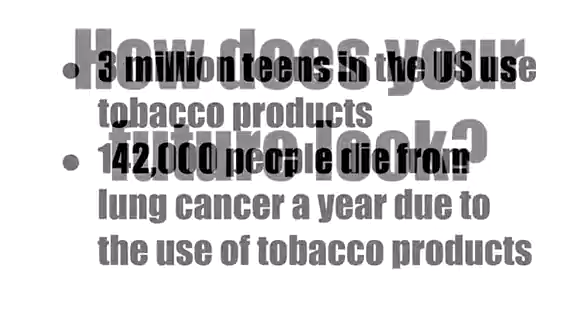 How does your
future look?
• 3 million teens in the US use
tobacco products
• 142,000 people die from
lung cancer a year due to
the use of tobacco products